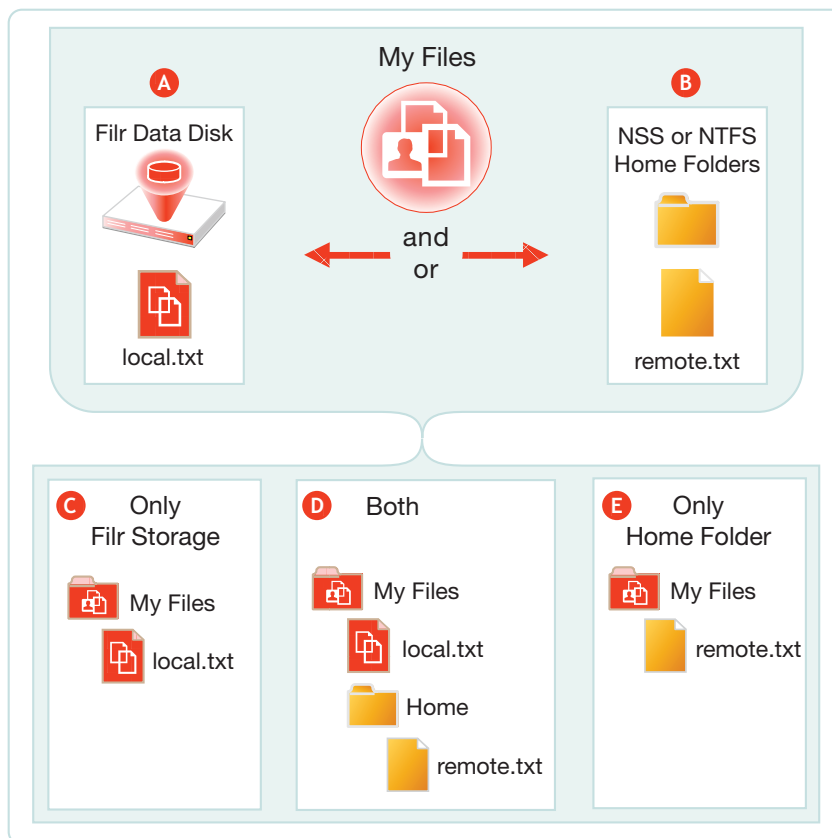 My Files
A
Filr Data Disk
local.txt
and
or
B
NSS or NTFS
Home Folders
remote.txt
C
Only
Filr Storage
My Files
local.txt
D
Both
My Files
local.txt
Home
remote.txt
E
Only
Home Folder
My Files
remote.txt